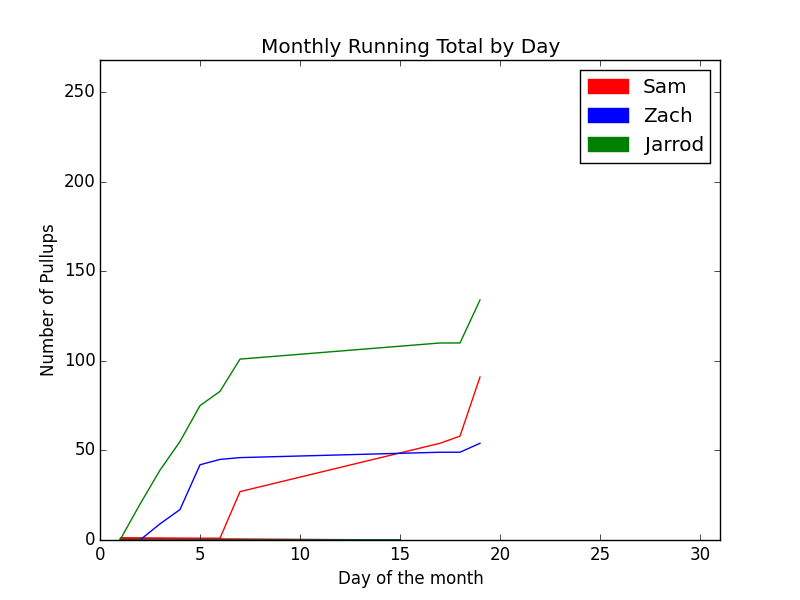 Monthly Running Total by Day
Sam
Zach
Jarrod
Number of Pullups
250
200
150
100
50
0
0 5 10 15 20 25 30
Day of the month